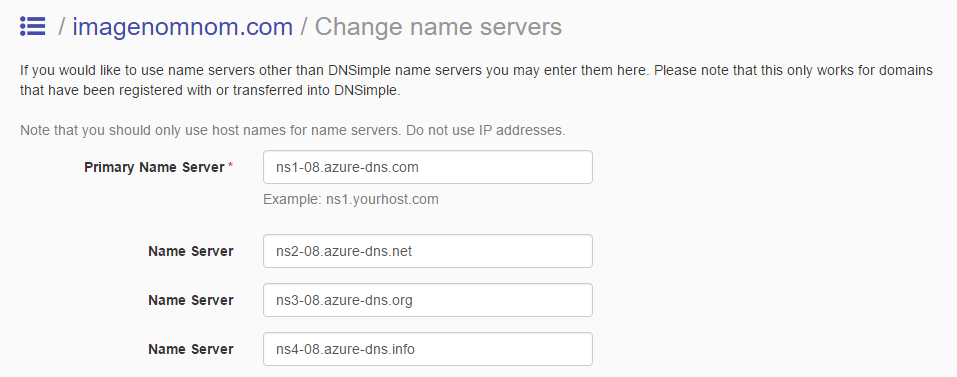 / imagenomnom.com / Change name servers
If you would like to use name servers other than DNSimple name servers you may enter them here. Please note that this only works for domains
that have been registered with or transferred into DNSimple.
Note that you should only use host names for name servers. Do not use IP addresses.
Primary Name Server * ns1-08.azure-dns.com
Example: ns1.yourhost.com
Name Server ns2-08.azure-dns.net
Name Server ns3-08.azure-dns.org
Name Server ns4-08.azure-dns.info